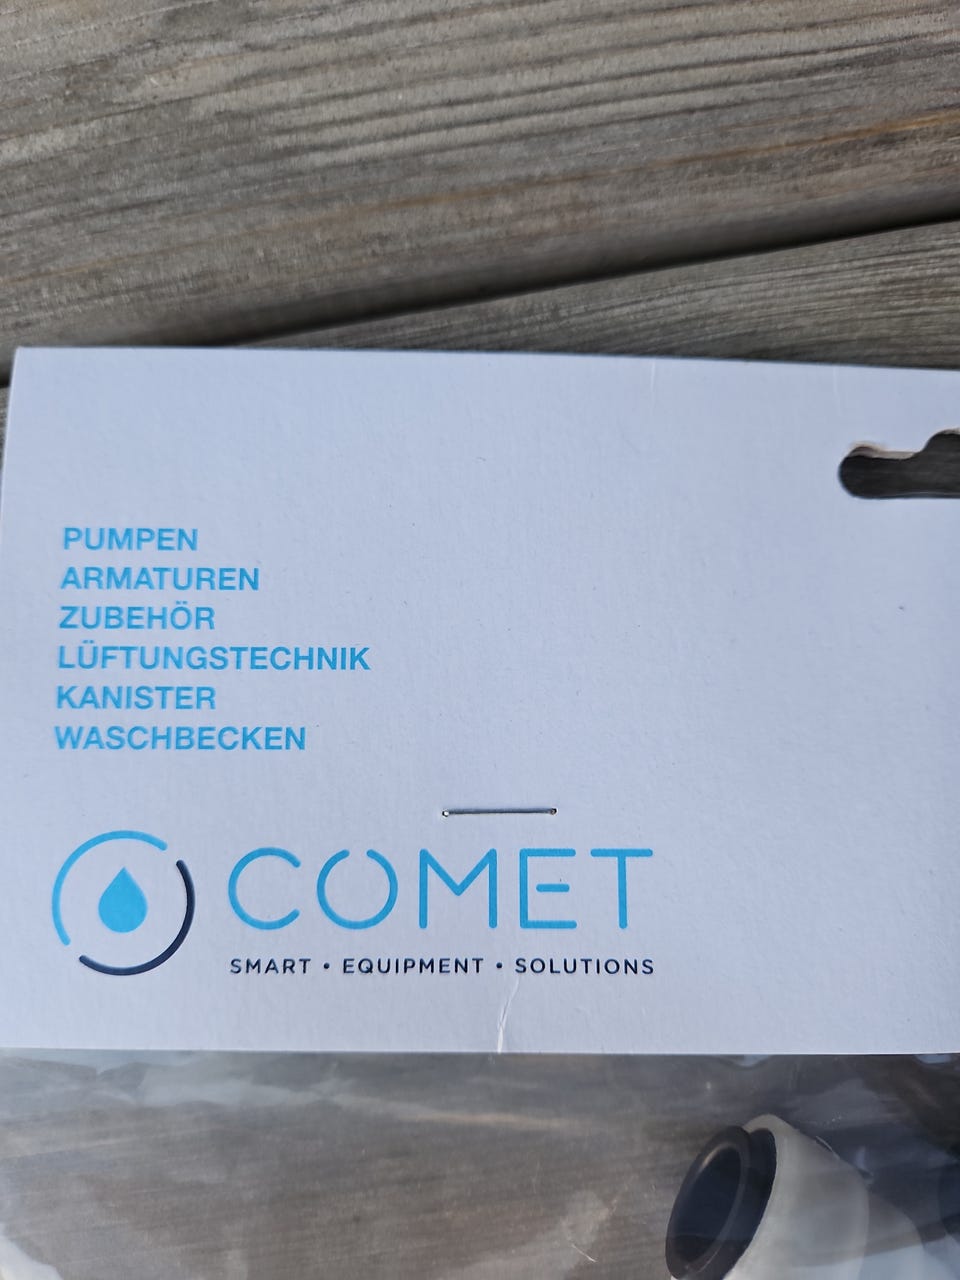 PUMPEN
ARMATUREN
ZUBEHÖR
LÜFTUNGSTECHNIK
KANISTER
WASCHBECKEN
COMET
SMART • EQUIPMENT • SOLUTIONS